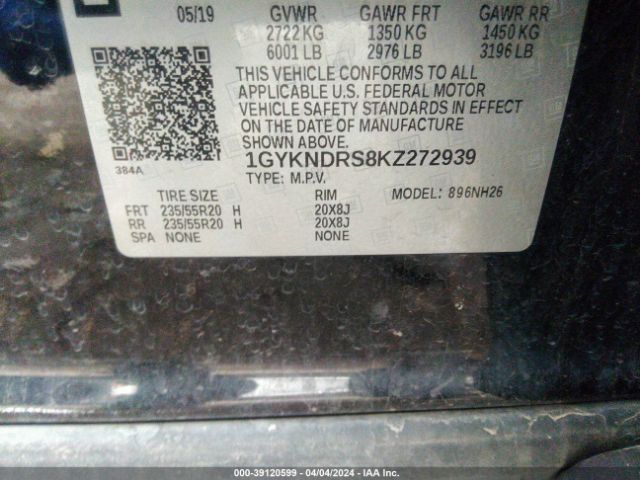 05/19 GVWR GAWR FRT GAWR RR
2722 KG 1350 KG 1450 KG
6001 LB 2976 LB 3196 LB
THIS VEHICLE CONFORMS TO ALL
APPLICABLE U.S. FEDERAL MOTOR
VEHICLE SAFETY STANDARDS IN EFFECT
ON THE DATE OF MANUFACTURE
SHOWN ABOVE.
384A
1GYKNDRS8KZ272939
TYPE: M.P.V.
TIRE SIZE RIM MODEL: 896NH26
FRT 235/55R20 H 20X8J
RR 235/55R20 H 20X8J
SPA NONE NONE
000-39120599 - 04/04/2024 - IAA Inc.